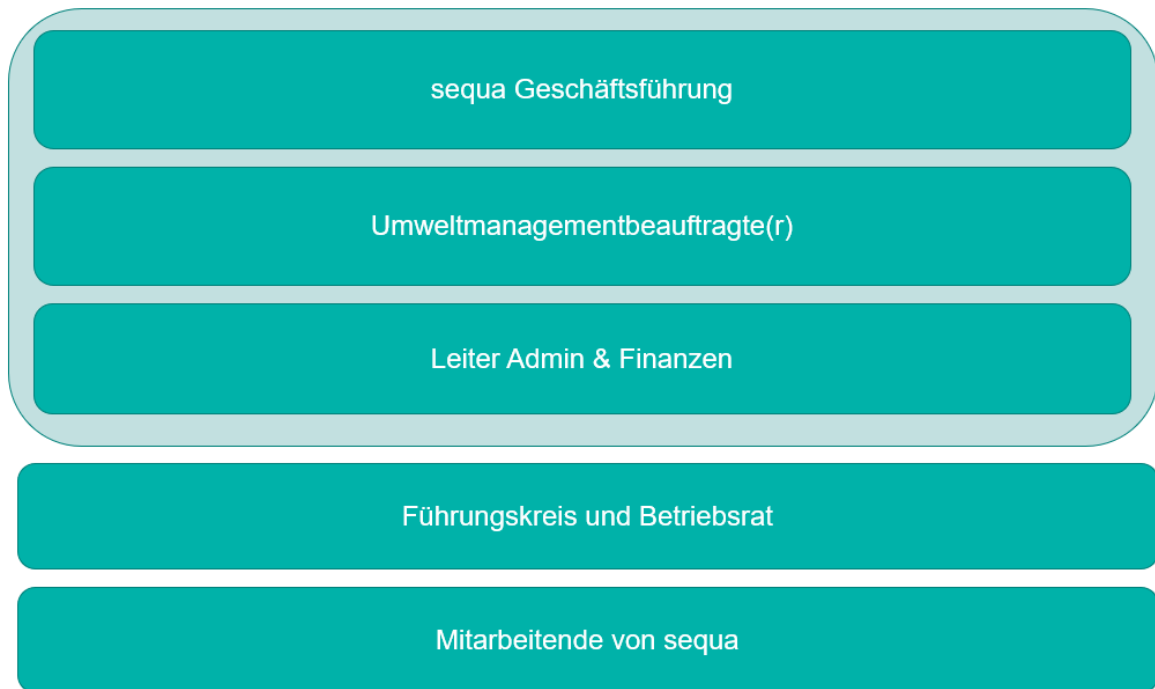 sequa Geschäftsführung
Umweltmanagementbeauftragte(r)
Leiter Admin & Finanzen
Führungskreis und Betriebsrat
Mitarbeitende von sequa